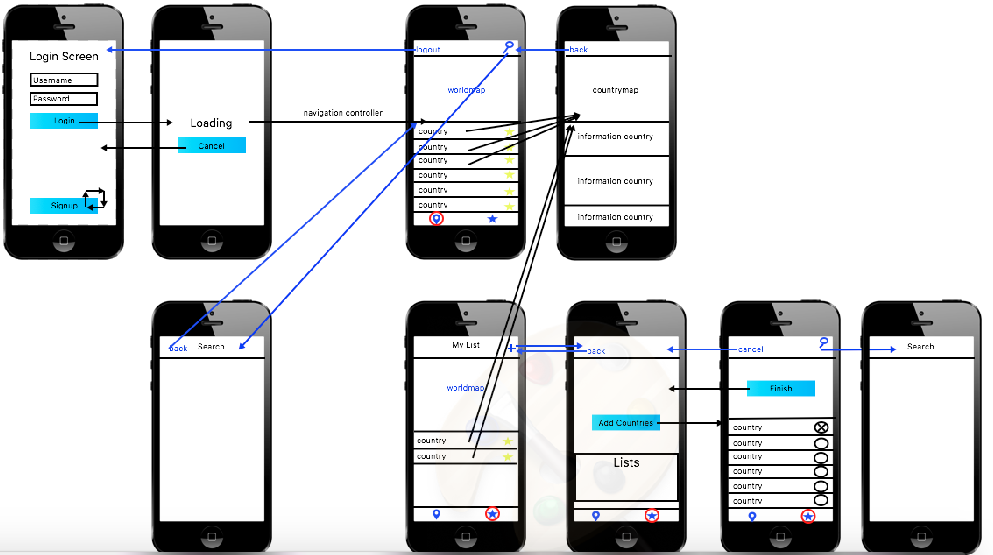 Login Screen
Username
Password
Login
Signup
Loading
Cancel
navigation controller
logout
worldmap
country
country
country
country
country
country
back
countrymap
information country
Information country
Information country
back
Search
My List
+
worldmap
country
country
back
Add Countries
Lists
cancel
Finish
country
country
country
country
country
country
Search